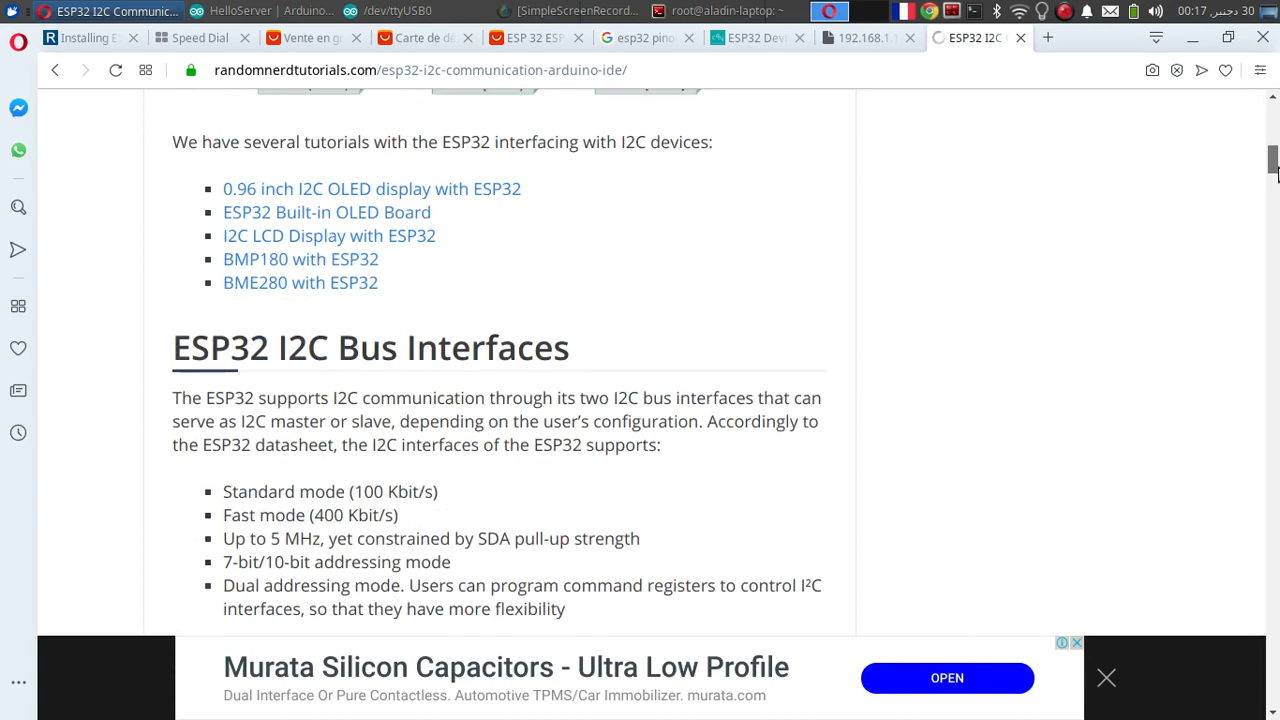 ESP32 I2C Communic...
HelloServer | Arduino...
/dev/ttyUSB0
[SimpleScreenRecord...
root@aladin-laptop: ~
30 دجنبر, 00:17
Installing ES
Speed Dial
Vente en gr
Carte de dé
ESP 32 ESP
esp32 pino
ESP32 Devi
192.168.1.1
ESP32 I2C C
randomnerdtutorials.com/esp32-i2c-communication-arduino-ide/
We have several tutorials with the ESP32 interfacing with I2C devices:
0.96 inch I2C OLED display with ESP32
ESP32 Built-in OLED Board
I2C LCD Display with ESP32
BMP180 with ESP32
BME280 with ESP32
ESP32 I2C Bus Interfaces
The ESP32 supports I2C communication through its two I2C bus interfaces that can
serve as I2C master or slave, depending on the user's configuration. Accordingly to
the ESP32 datasheet, the I2C interfaces of the ESP32 supports:
Standard mode (100 Kbit/s)
Fast mode (400 Kbit/s)
Up to 5 MHz, yet constrained by SDA pull-up strength
7-bit/10-bit addressing mode
Dual addressing mode. Users can program command registers to control I²C
interfaces, so that they have more flexibility
Murata Silicon Capacitors - Ultra Low Profile
Dual Interface Or Pure Contactless. Automotive TPMS/Car Immobilizer. murata.com
OPEN